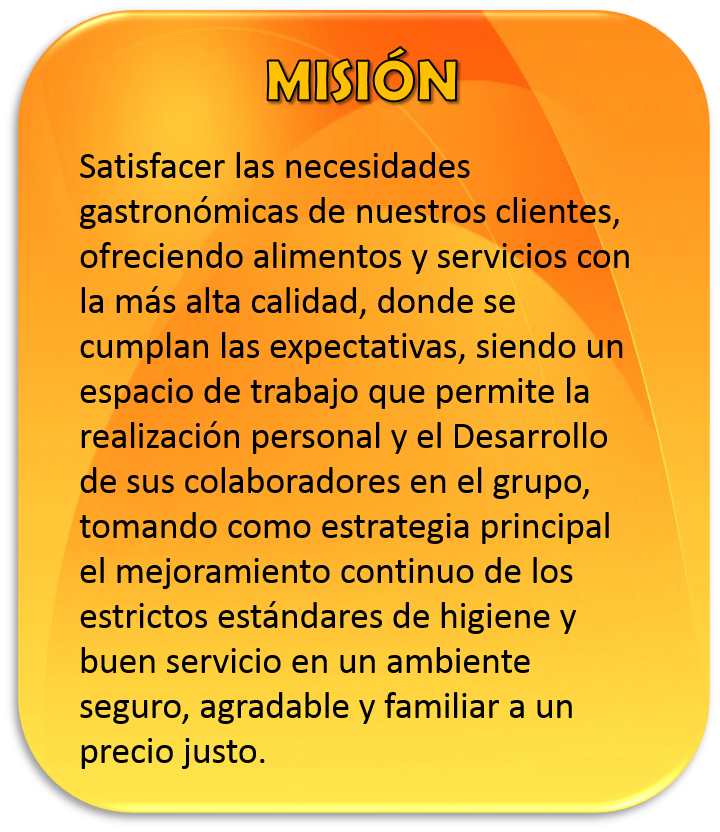 MISIÓN
Satisfacer las necesidades
gastronómicas de nuestros clientes,
ofreciendo alimentos y servicios con
la más alta calidad, donde se
cumplan las expectativas, siendo un
espacio de trabajo que permite la
realización personal y el Desarrollo
de sus colaboradores en el grupo,
tomando como estrategia principal
el mejoramiento continuo de los
estrictos estándares de higiene y
buen servicio en un ambiente
seguro, agradable y familiar a un
precio justo.